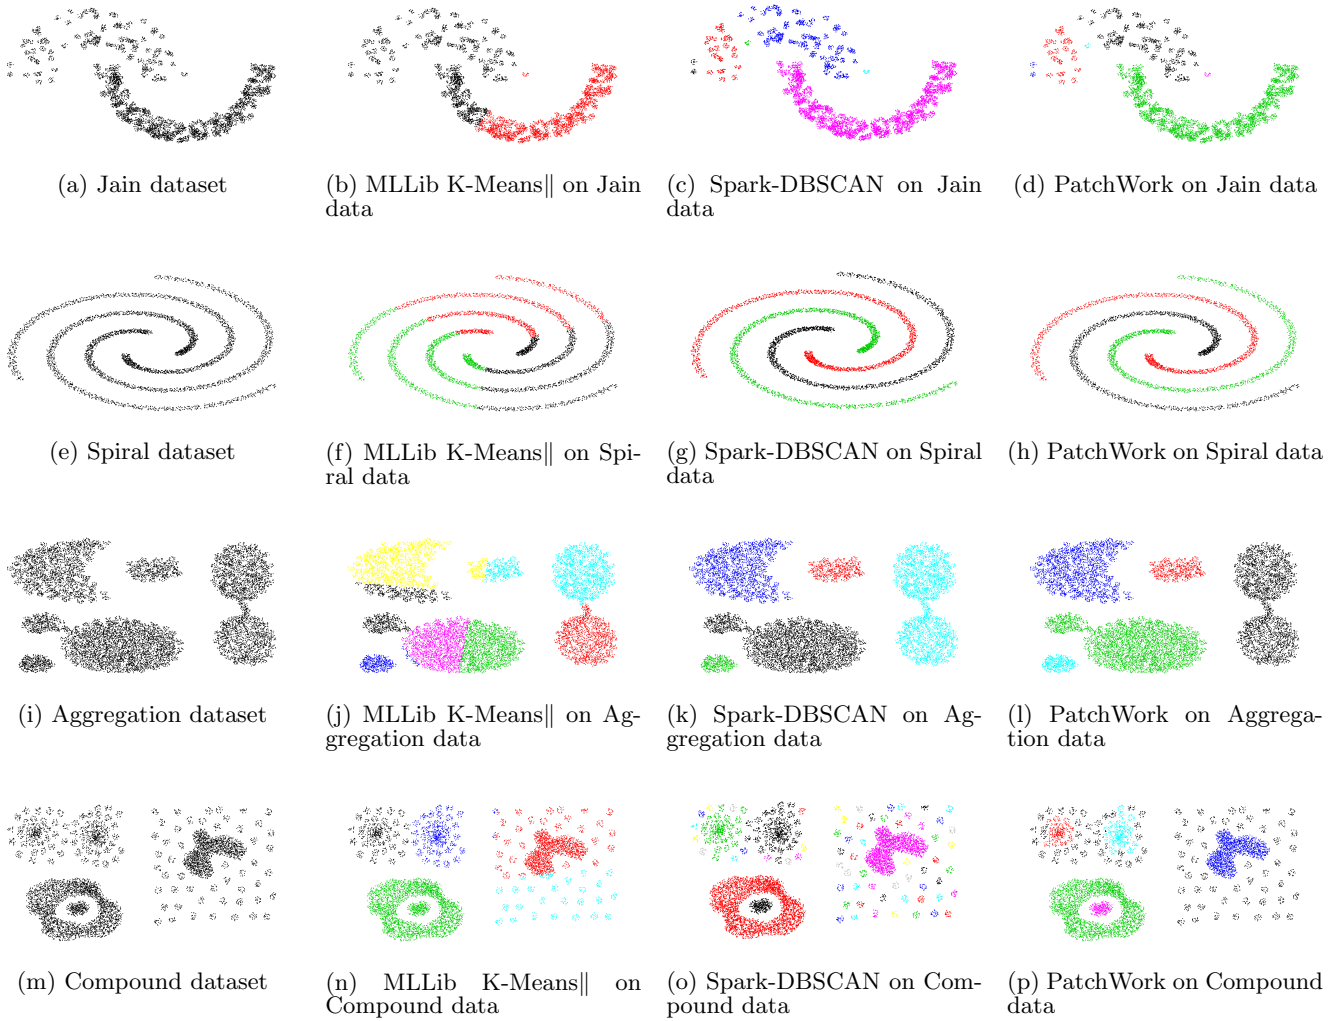 (a) Jain dataset
(b) MLLib K-Means|| on Jain
data
(c) Spark-DBSCAN on Jain
data
(d) PatchWork on Jain data
(e) Spiral dataset
(f) MLLib K-Means|| on Spi-
ral data
(g) Spark-DBSCAN on Spiral
data
(h) PatchWork on Spiral data
(i) Aggregation dataset
(j) MLLib K-Means|| on Ag-
gregation data
(k) Spark-DBSCAN on Ag-
gregation data
(l) PatchWork on Aggrega-
tion data
(m) Compound dataset
(n) MLLib K-Means|| on
Compound data
(o) Spark-DBSCAN on Com-
pound data
(p) PatchWork on Compound
data